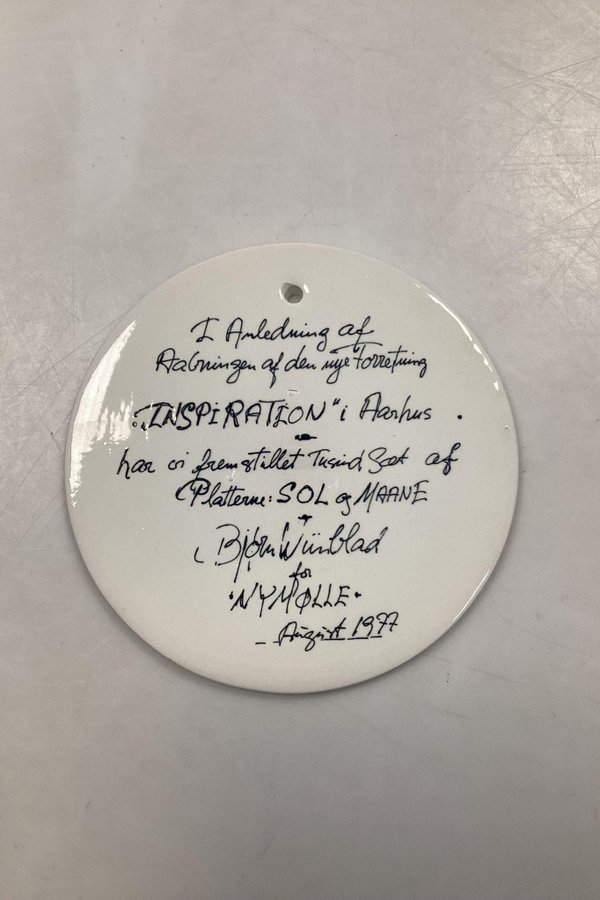 I Anledning af
Aabningen af den nye Forretning
"INSPIRATION" i Aarhus .
har vi fremstillet Tusind Sæt af
Platterne: SOL og MAANE
Bjørn Wiinblad
for
"NYMØLLE"
- August 1977